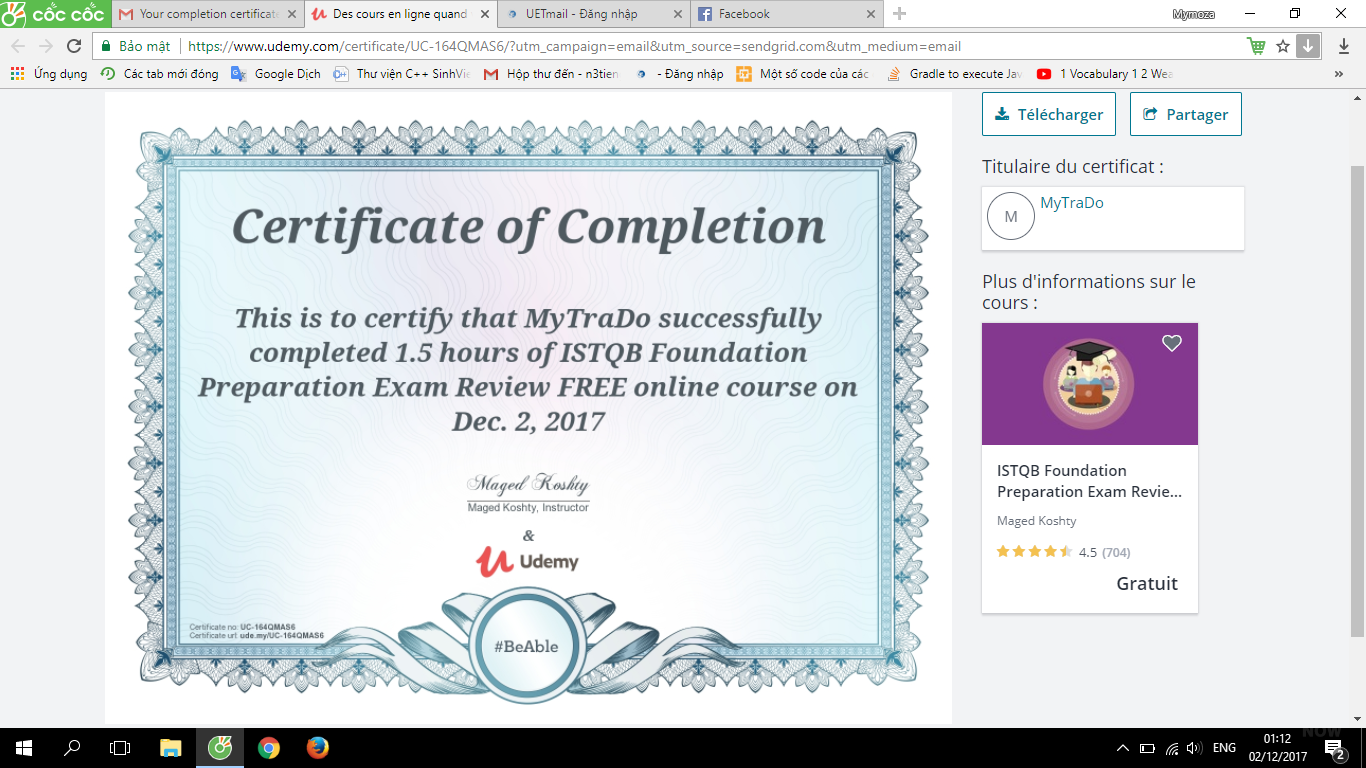 cốc cốc
Your completion certificate
Des cours en ligne quand
UETmail - Đăng nhập
Facebook
Mymoza
Bảo mật
https://www.udemy.com/certificate/UC-164QMAS6/?utm_campaign=email&utm_source=sendgrid.com&utm_medium=email
Ứng dụng
Các tab mới đóng
Google Dịch
Thư viện C++ SinhViê
Hộp thư đến - n3tien
- Đăng nhập
Một số code của các
Gradle to execute Jav
1 Vocabulary 1 2 Wea
»
Certificate of Completion
This is to certify that MyTraDo successfully
completed 1.5 hours of ISTQB Foundation
Preparation Exam Review FREE online course on
Dec. 2, 2017
Maged Koshty
Maged Koshty, Instructor
&
Udemy
#BeAble
Certificate no: UC-164QMAS6
Certificate url: ude.my/UC-164QMAS6
Télécharger
Partager
Titulaire du certificat :
M
MyTraDo
Plus d'informations sur le
cours :
ISTQB Foundation
Preparation Exam Revie...
Maged Koshty
4.5 (704)
Gratuit
ENG
01:12
02/12/2017
NOW
2